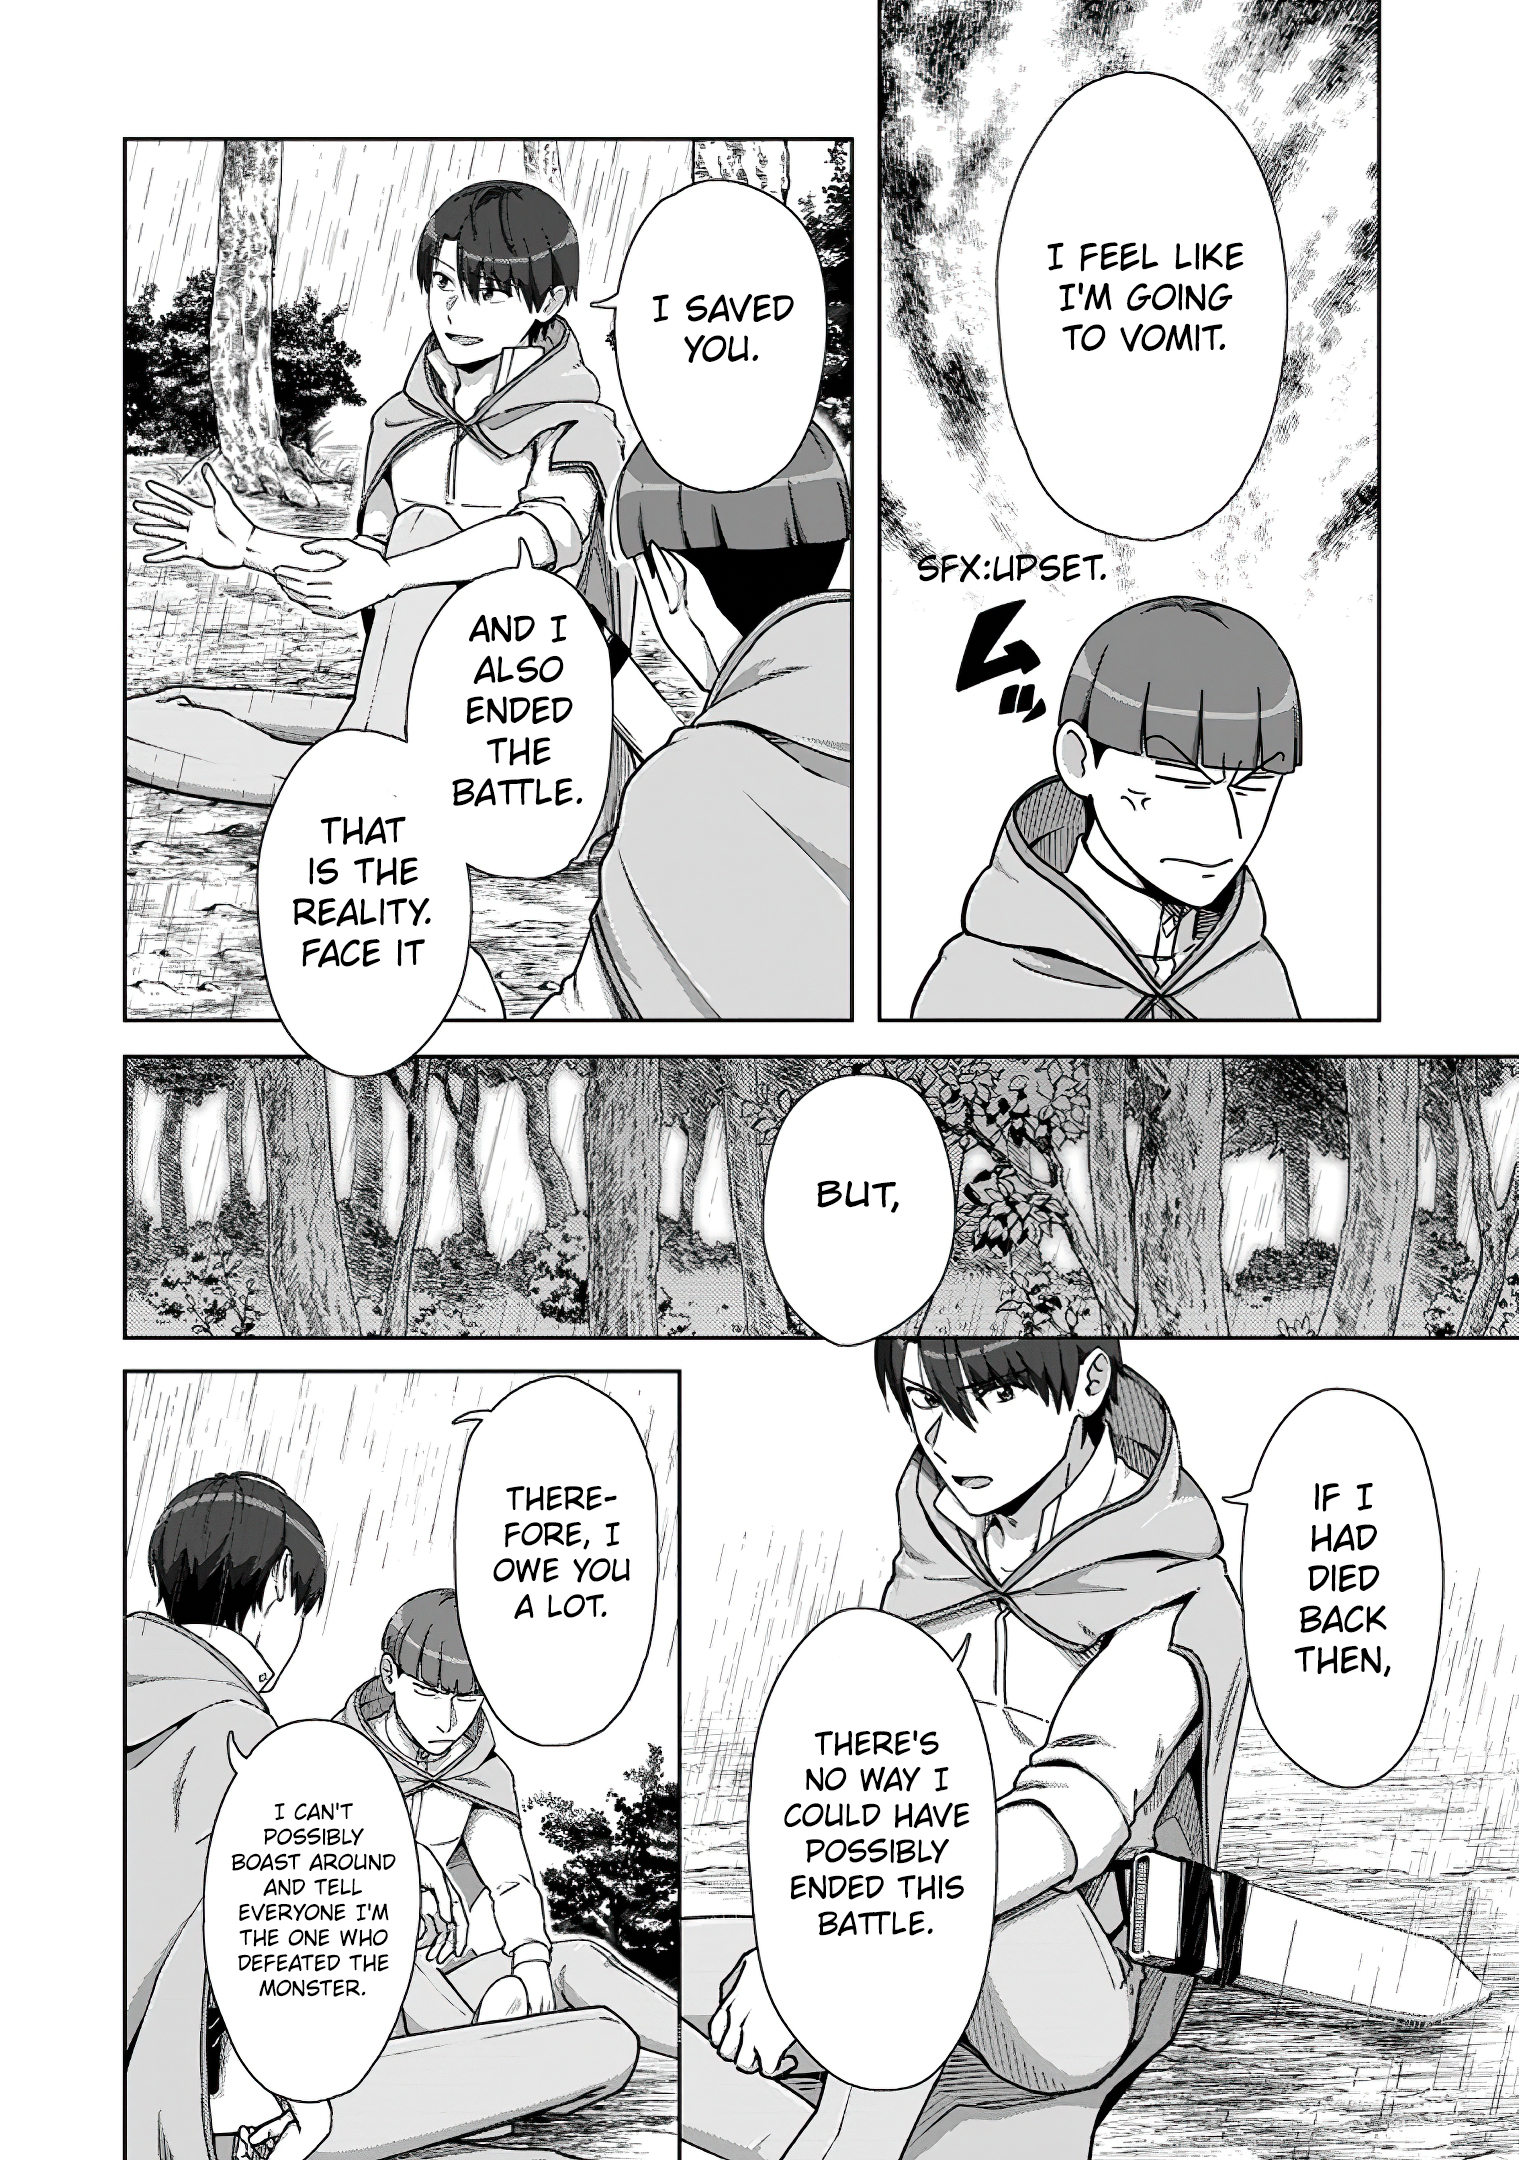 I FEEL LIKE
I'M GOING
TO VOMIT.
SFX:UPSET.
ムッ
I SAVED
YOU.
AND I
ALSO
ENDED
THE
BATTLE.
THAT
IS THE
REALITY.
FACE IT
BUT,
IF I
HAD
DIED
BACK
THEN,
THERE'S
NO WAY I
COULD HAVE
POSSIBLY
ENDED THIS
BATTLE.
THERE-
FORE, I
OWE YOU
A LOT.
I CAN'T
POSSIBLY
BOAST AROUND
AND TELL
EVERYONE I'M
THE ONE WHO
DEFEATED THE
MONSTER.